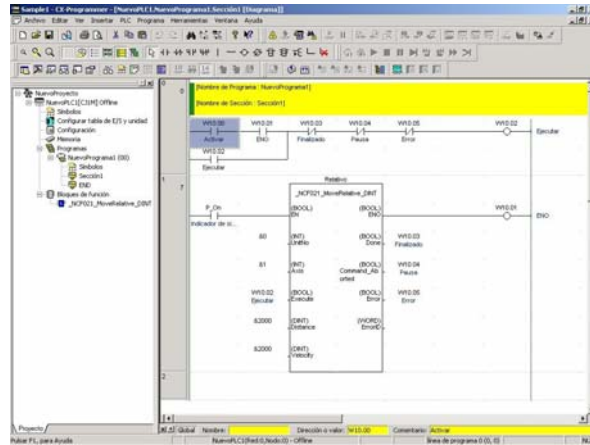 Sample1 - CX-Programmer - [NuevoPLC1.NuevoPrograma1.Sección1 [Diagrama]]
Archivo Editar Ver Insertar PLC Programa Herramientas Ventana Ayuda
NuevoProyecto
NuevoPLC1[CJ1M] Offline
Símbolos
Configurar tabla de E/S y unidad
Configuración
Memoria
Programas
NuevoPrograma1 (00)
Símbolos
Sección1
END
Bloques de función
_NCF021_MoveRelative_DINT
Proyecto
0
0
[Nombre de Programa : NuevoPrograma1]
[Nombre de Sección : Sección1]
W10.00 W10.01 W10.03 W10.04 W10.05 W10.02
Activar ENO Finalizado Pausa Error Ejecutar
W10.02
Ejecutar
1
7
Relativo
_NCF021_MoveRelative_DINT
P_On (BOOL) (BOOL) W10.01
EN ENO ENO
Indicador de si...
&0 (INT) (BOOL) W10.03
UnitNo Done Finalizado
&1 (INT) (BOOL) W10.04
Axis Command_Ab Pausa
orted
W10.02 (BOOL) (BOOL) W10.05
Ejecutar Execute Error Error
&2000 (DINT) (WORD)
Distance ErrorID
&2000 (DINT)
Velocity
2
Global Nombre: Dirección o valor: W10.00 Comentario: Activar
Pulsar F1, para Ayuda NuevoPLC1(Red:0,Nodo:0) - Offline línea de programa 0 (0, 0)